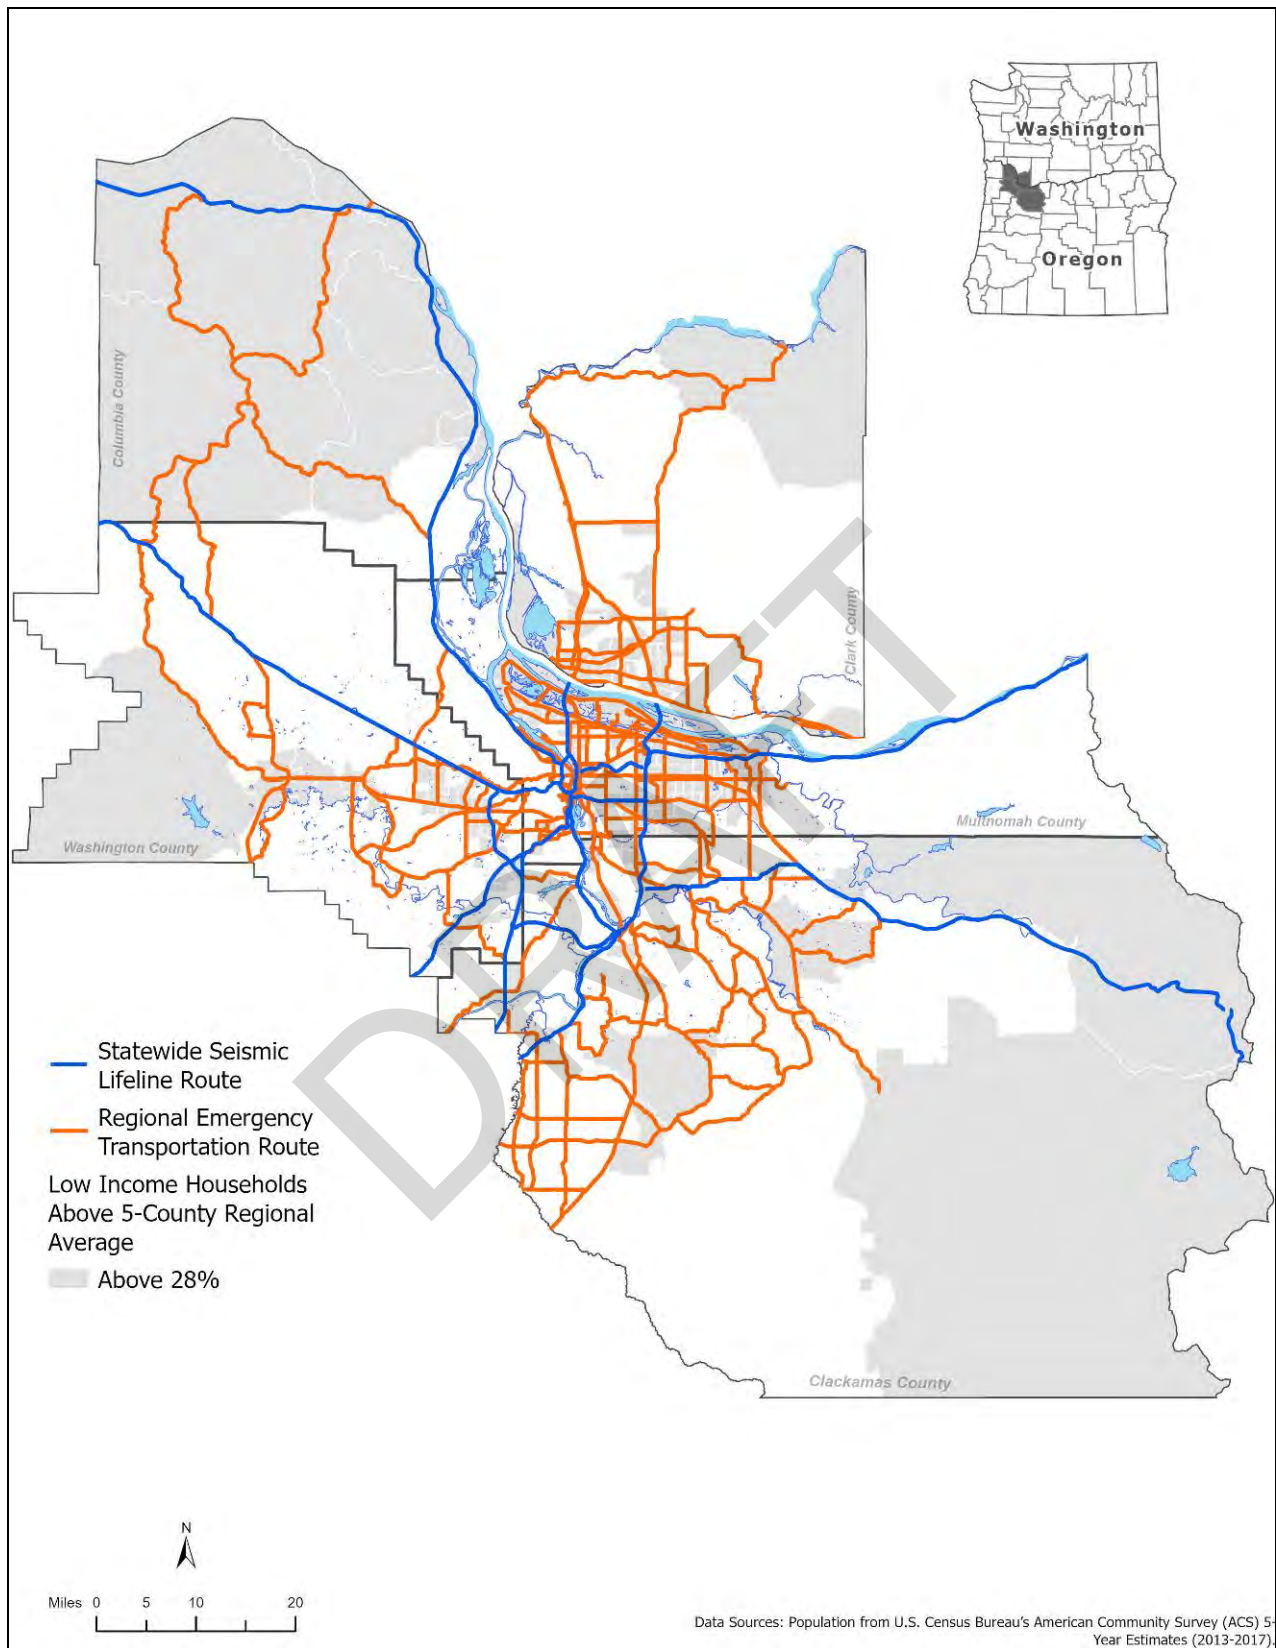 Washington
Oregon
Columbia County
Clark County
Multnomah County
Washington County
DRAFT
Statewide Seismic
Lifeline Route
Regional Emergency
Transportation Route
Low Income Households
Above 5-County Regional
Average
Above 28%
Clackamas County
N
Miles 0 5 10 20
Data Sources: Population from U.S. Census Bureau's American Community Survey (ACS) 5-
Year Estimates (2013-2017).